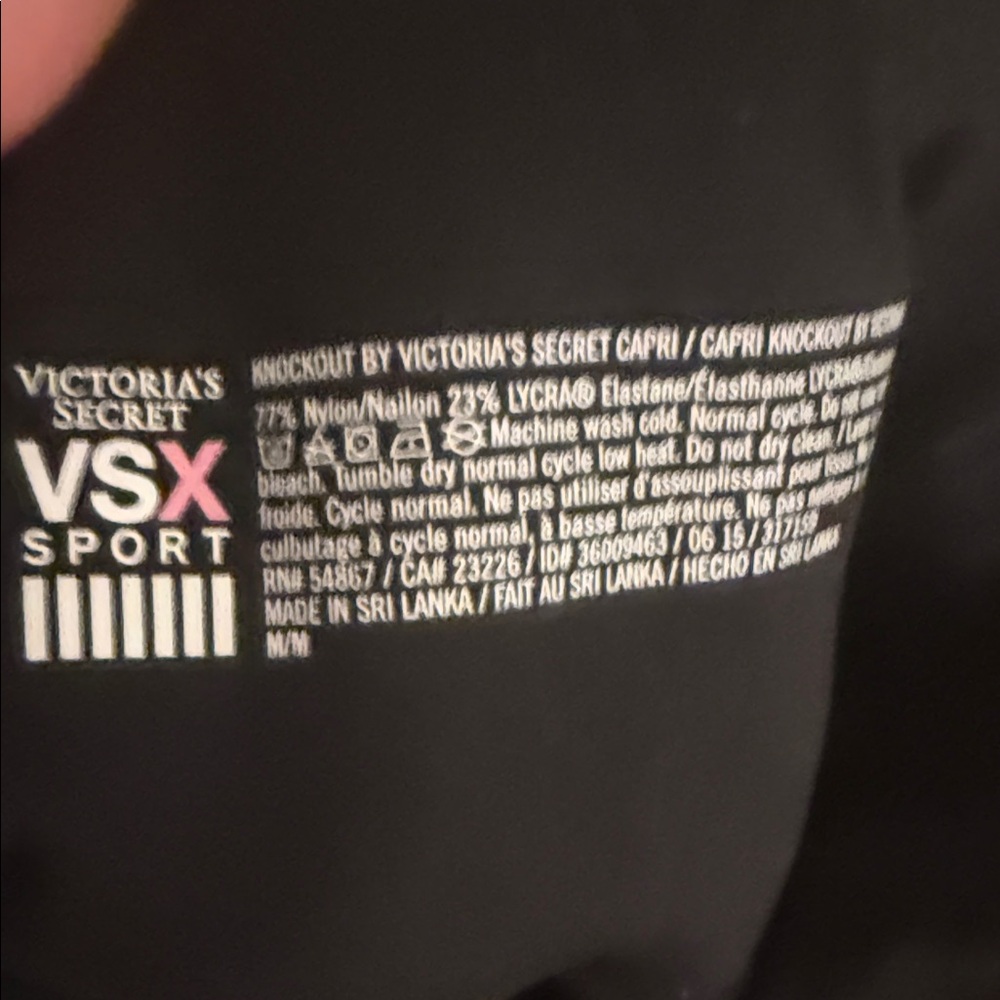 VICTORIA'S
SECRET
VSX
SPORT
KNOCKOUT BY VICTORIA'S SECRET CAPRI / CAPRI KNOCKOUT
77% Nylon/Nailon 23% LYCRA® Elastane/Élasthanne LYCRA®
Machine wash cold. Normal cycle. Do not
bleach. Tumble dry normal cycle low heat. Do not dry clean. /
froide. Cycle normal. Ne pas utiliser d'assouplissant pour
culbutage à cycle normal, à basse température. Ne pas
RN# 54867 / CA# 23226 / ID# 36009463 / 06 15 /
MADE IN SRI LANKA / FAIT AU SRI LANKA / HECHO EN SRI LANKA
M/M